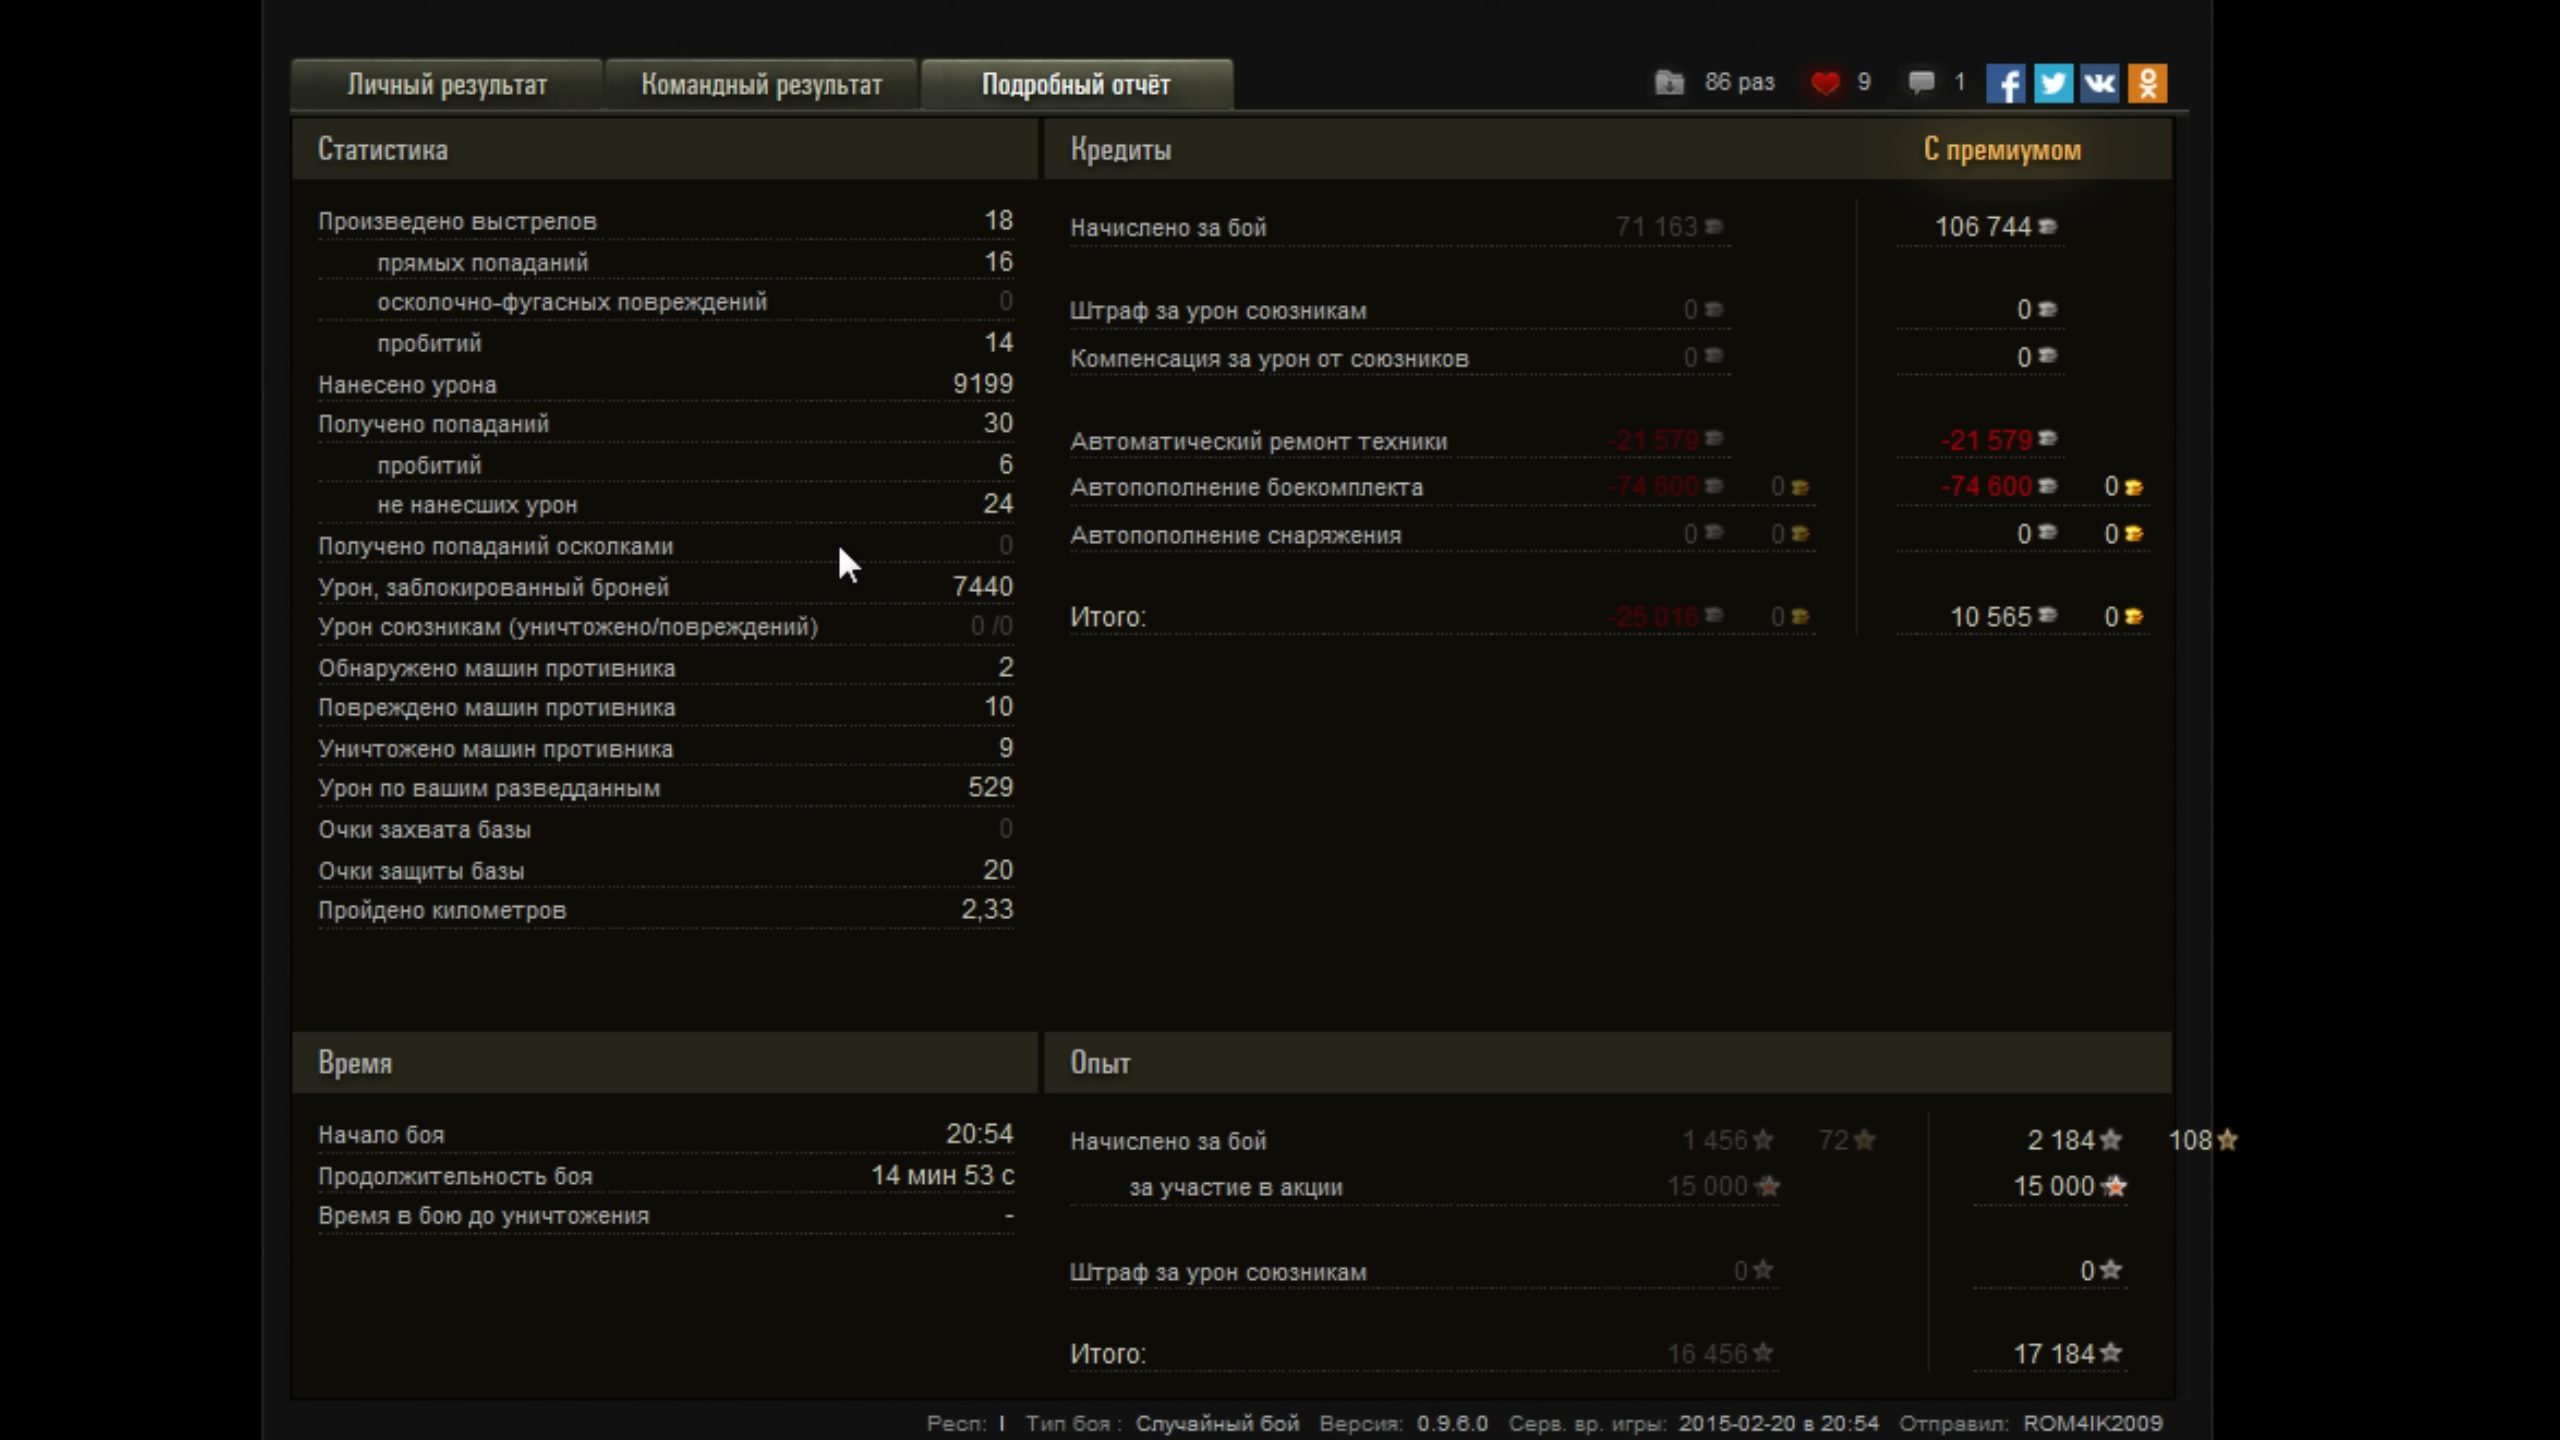 Личный результат Командный результат Подробный отчёт 86 раз 9 1
Статистика
Произведено выстрелов 18
прямых попаданий 16
осколочно-фугасных повреждений 0
пробитий 14
Нанесено урона 9199
Получено попаданий 30
пробитий 6
не нанесших урон 24
Получено попаданий осколками 0
Урон, заблокированный броней 7440
Урон союзникам (уничтожено/повреждений) 0 /0
Обнаружено машин противника 2
Повреждено машин противника 10
Уничтожено машин противника 9
Урон по вашим разведданным 529
Очки захвата базы 0
Очки защиты базы 20
Пройдено километров 2,33
Кредиты С премиумом
Начислено за бой 71 163 106 744
Штраф за урон союзникам 0 0
Компенсация за урон от союзников 0 0
Автоматический ремонт техники -21 579 -21 579
Автопополнение боекомплекта -74 600 0 -74 600 0
Автопополнение снаряжения 0 0 0 0
Итого: -25 016 0 10 565 0
Время
Начало боя 20:54
Продолжительность боя 14 мин 53 с
Время в бою до уничтожения -
Опыт
Начислено за бой 1 456 72 2 184 108
за участие в акции 15 000 15 000
Штраф за урон союзникам 0 0
Итого: 16 456 17 184
Респ: I Тип боя : Случайный бой Версия: 0.9.6.0 Серв. вр. игры: 2015-02-20 в 20:54 Отправил: ROM4IK2009